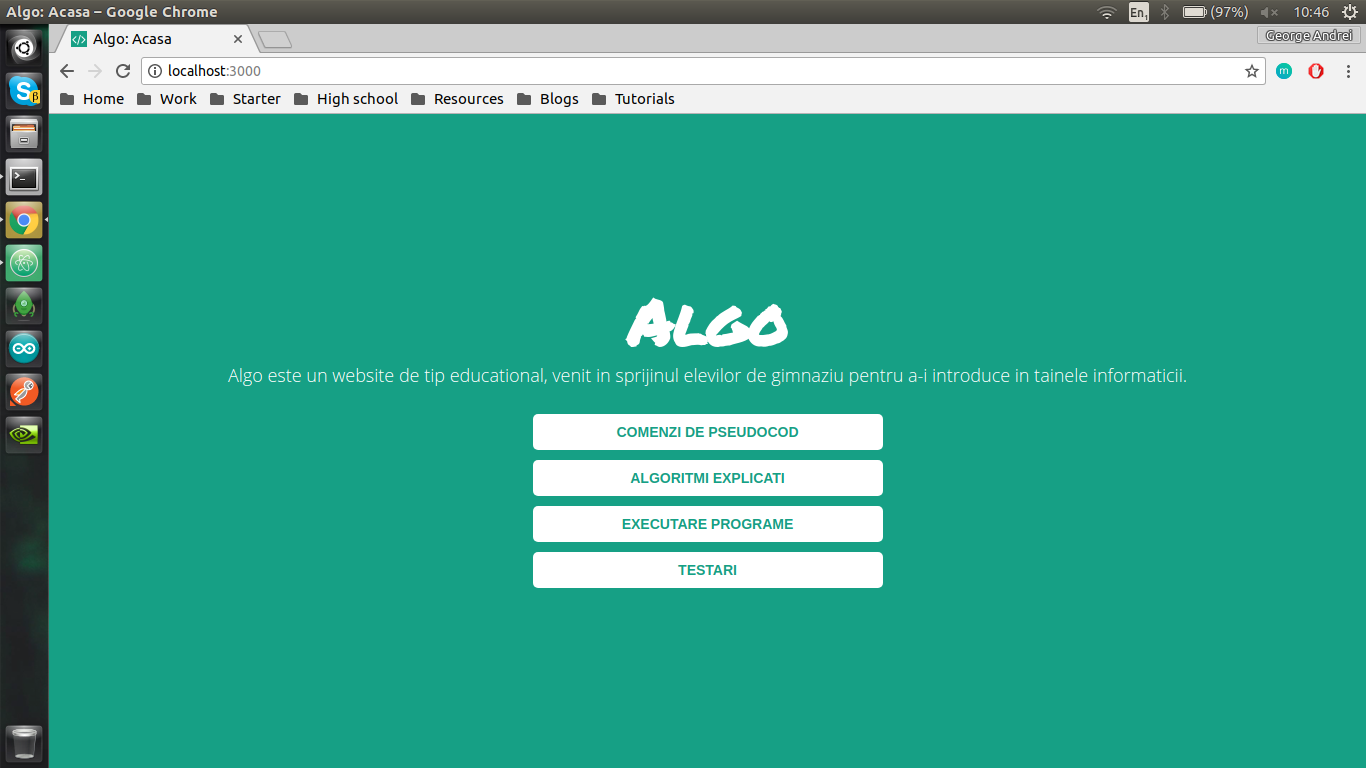 Algo: Acasa – Google Chrome
En1
(97%)
10:46
Algo: Acasa
George Andrei
localhost:3000
m
Home
Work
Starter
High school
Resources
Blogs
Tutorials
S
β
Algo
Algo este un website de tip educational, venit in sprijinul elevilor de gimnaziu pentru a-i introduce in tainele informaticii.
COMENZI DE PSEUDOCOD
ALGORITMI EXPLICATI
EXECUTARE PROGRAME
TESTARI